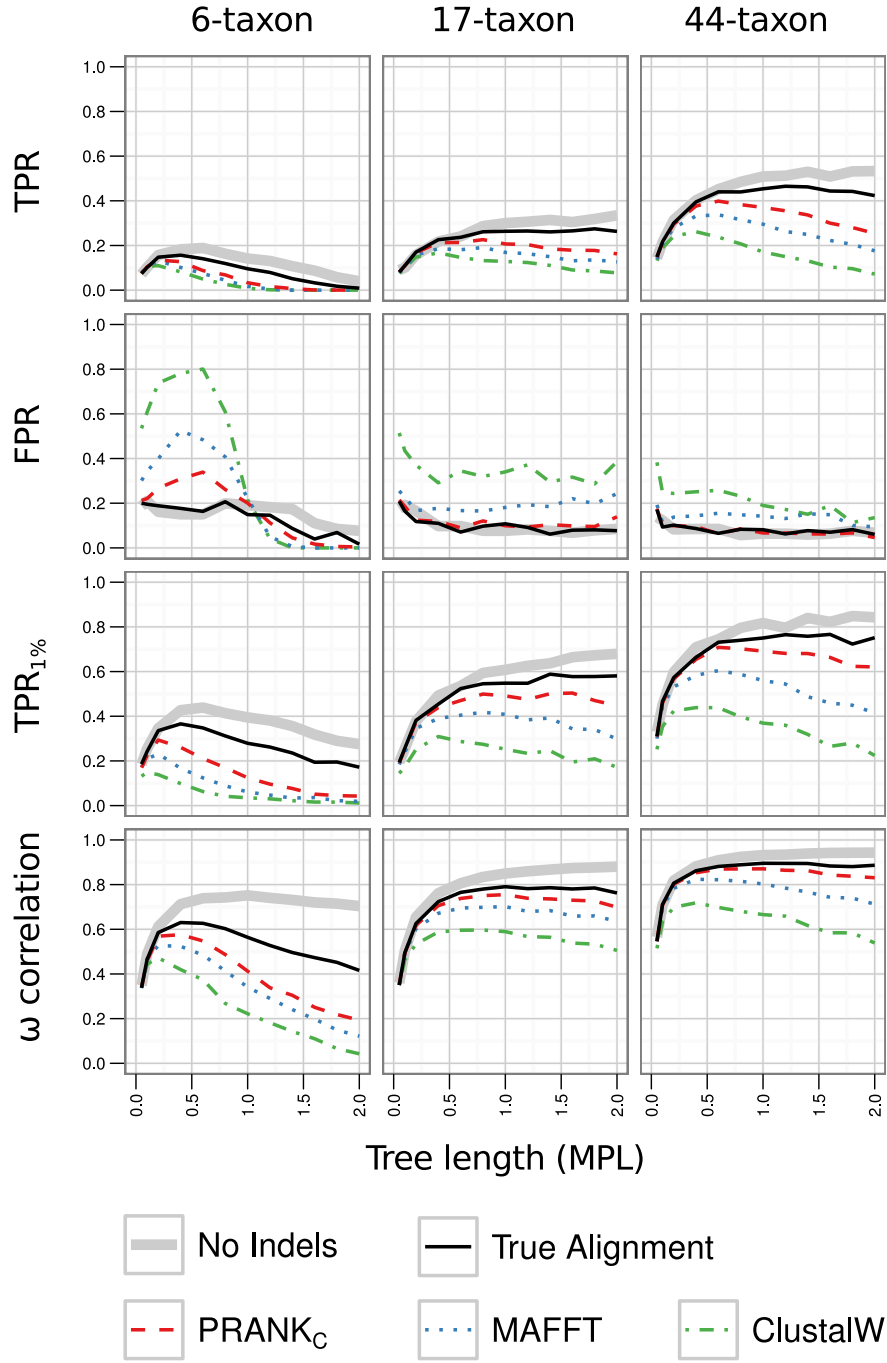 6-taxon 17-taxon 44-taxon
TPR
1.0
0.8
0.6
0.4
0.2
0.0
FPR
1.0
0.8
0.6
0.4
0.2
0.0
TPR1%
1.0
0.8
0.6
0.4
0.2
0.0
ω correlation
1.0
0.8
0.6
0.4
0.2
0.0
0.0 0.5 1.0 1.5 2.0 0.0 0.5 1.0 1.5 2.0 0.0 0.5 1.0 1.5 2.0
Tree length (MPL)
No Indels True Alignment
PRANKC MAFFT ClustalW